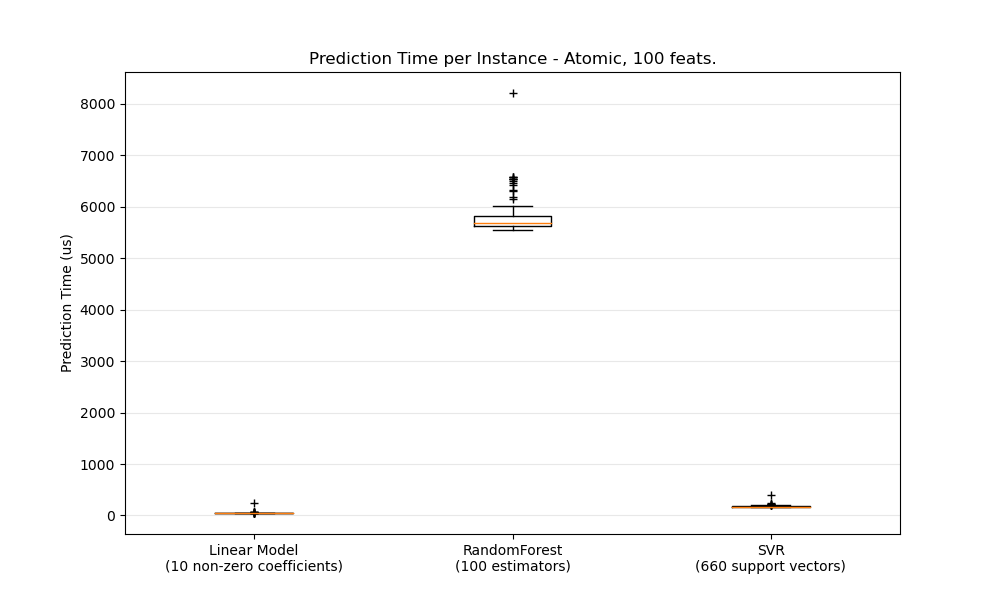 Prediction Time per Instance - Atomic, 100 feats.
8000
7000
6000
5000
4000
3000
2000
1000
0
Prediction Time (us)
Linear Model
(10 non-zero coefficients)
RandomForest
(100 estimators)
SVR
(660 support vectors)